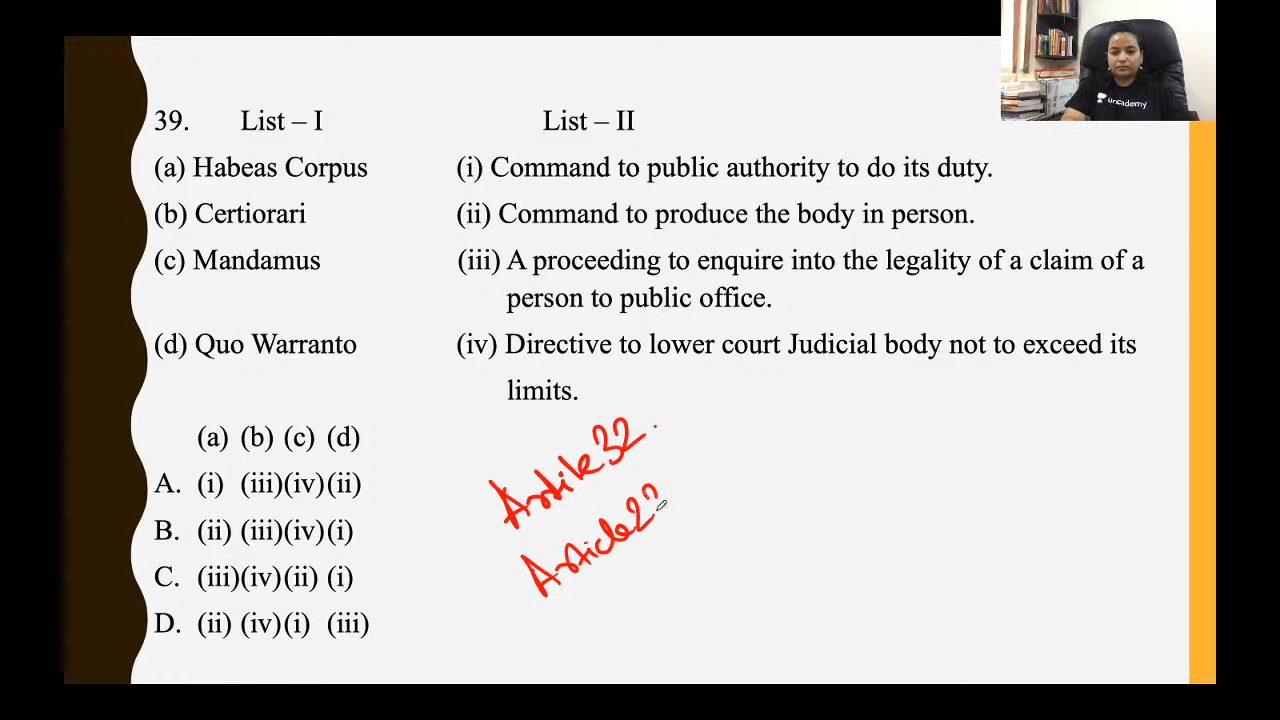 unacademy
39. List – I List – II
(a) Habeas Corpus (i) Command to public authority to do its duty.
(b) Certiorari (ii) Command to produce the body in person.
(c) Mandamus (iii) A proceeding to enquire into the legality of a claim of a
person to public office.
(d) Quo Warranto (iv) Directive to lower court Judicial body not to exceed its
limits.
(a) (b) (c) (d)
A. (i) (iii)(iv)(ii)
B. (ii) (iii)(iv)(i)
C. (iii)(iv)(ii) (i)
D. (ii) (iv)(i) (iii)
Article 32.
Article 22